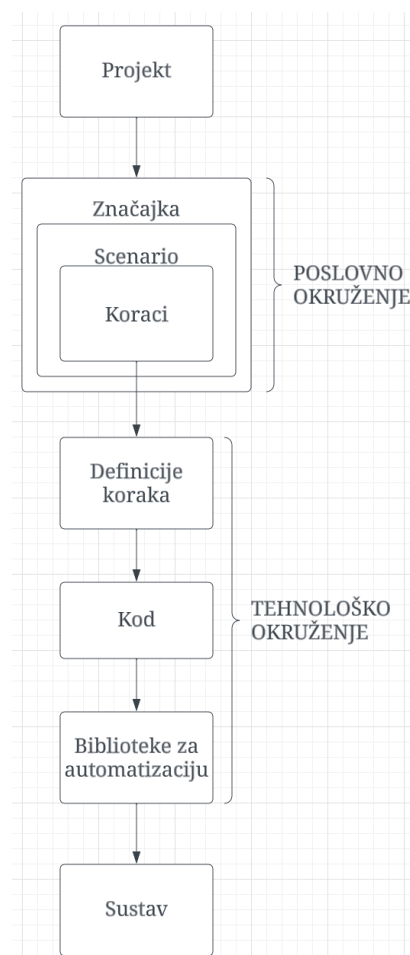 Projekt
Značajka
Scenario
Koraci
POSLOVNO
OKRUŽENJE
Definicije
koraka
Kod
TEHNOLOŠKO
OKRUŽENJE
Biblioteke za
automatizaciju
Sustav